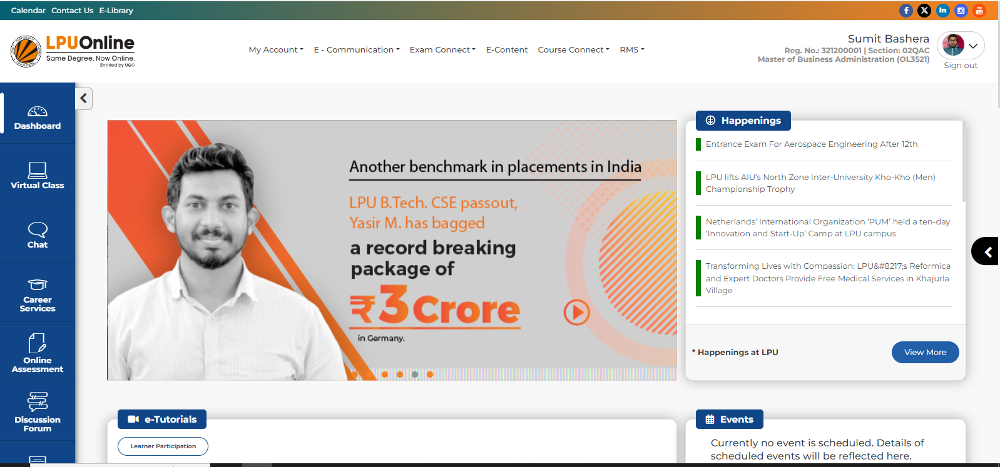 Calendar Contact Us E-Library
LPUOnline
Same Degree, Now Online.
Entitled by UGC
My Account E - Communication Exam Connect E-Content Course Connect RMS
Sumit Bashera
Reg. No.: 321200001 | Section: 02QAC
Master of Business Administration (OL3521)
Sign out
Dashboard
Virtual Class
Chat
Career
Services
Online
Assessment
Discussion
Forum
Another benchmark in placements in India
LPU B.Tech. CSE passout,
Yasir M. has bagged
a record breaking
package of
₹3Crore
in Germany.
Happenings
Entrance Exam For Aerospace Engineering After 12th
LPU lifts AIU’s North Zone Inter-University Kho-Kho (Men)
Championship Trophy
Netherlands’ International Organization ‘PUM’ held a ten-day
‘Innovation and Start-Up’ Camp at LPU campus
Transforming Lives with Compassion: LPU&#8217;s Reformica
and Expert Doctors Provide Free Medical Services in Khajurla
Village
* Happenings at LPU
View More
e-Tutorials
Learner Participation
Events
Currently no event is scheduled. Details of
scheduled events will be reflected here.